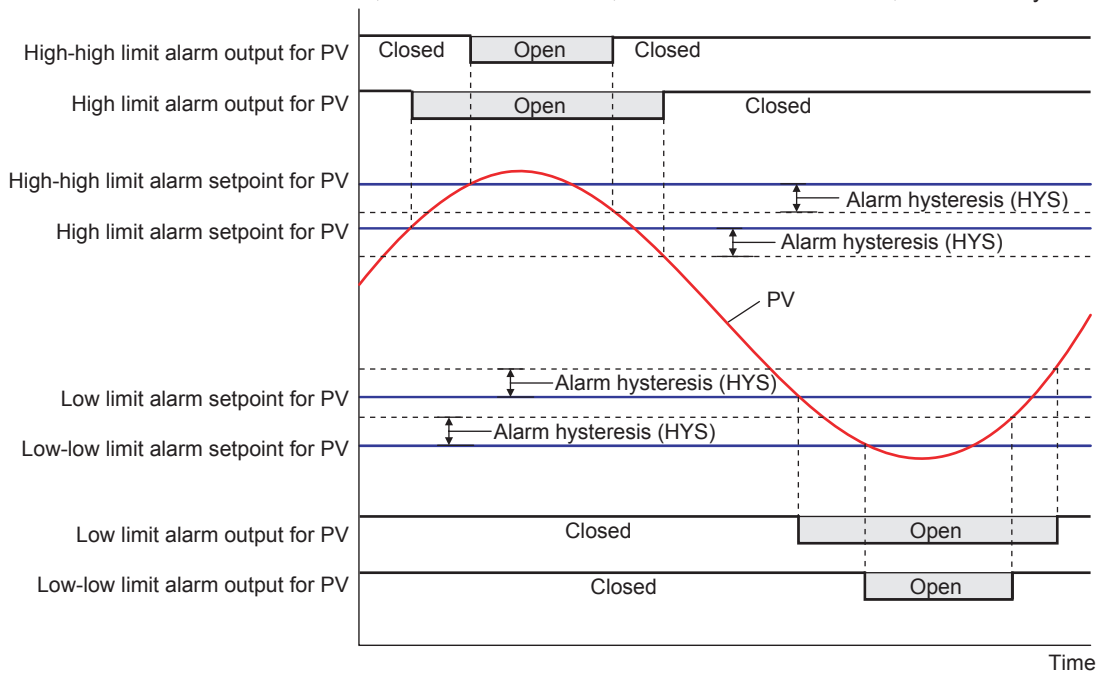 High-high limit alarm output for PV
Closed
Open
Closed
High limit alarm output for PV
Open
Closed
High-high limit alarm setpoint for PV
Alarm hysteresis (HYS)
High limit alarm setpoint for PV
Alarm hysteresis (HYS)
PV
Alarm hysteresis (HYS)
Low limit alarm setpoint for PV
Alarm hysteresis (HYS)
Low-low limit alarm setpoint for PV
Low limit alarm output for PV
Closed
Open
Low-low limit alarm output for PV
Closed
Open
Time